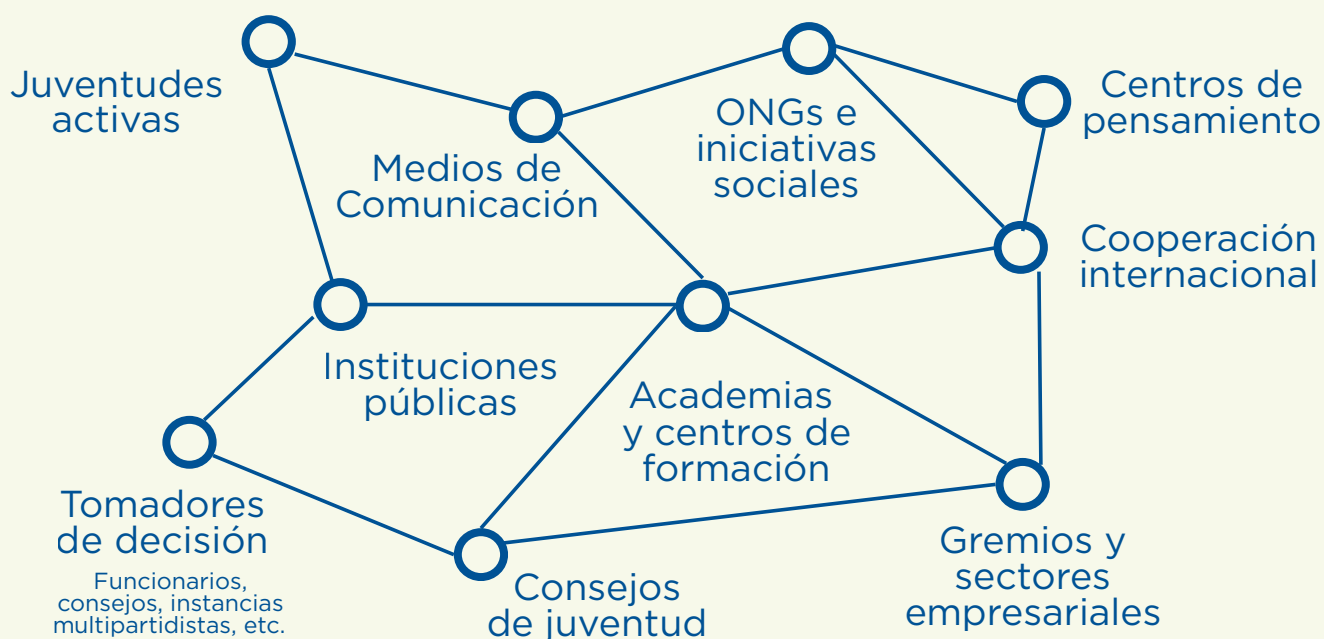 Juventudes
activas
Medios de
Comunicación
ONGs e
iniciativas
sociales
Centros de
pensamiento
Cooperación
internacional
Instituciones
públicas
Academias
y centros de
formación
Tomadores
de decisión
Funcionarios,
consejos, instancias
multipartidistas, etc.
Consejos
de juventud
Gremios y
sectores
empresariales